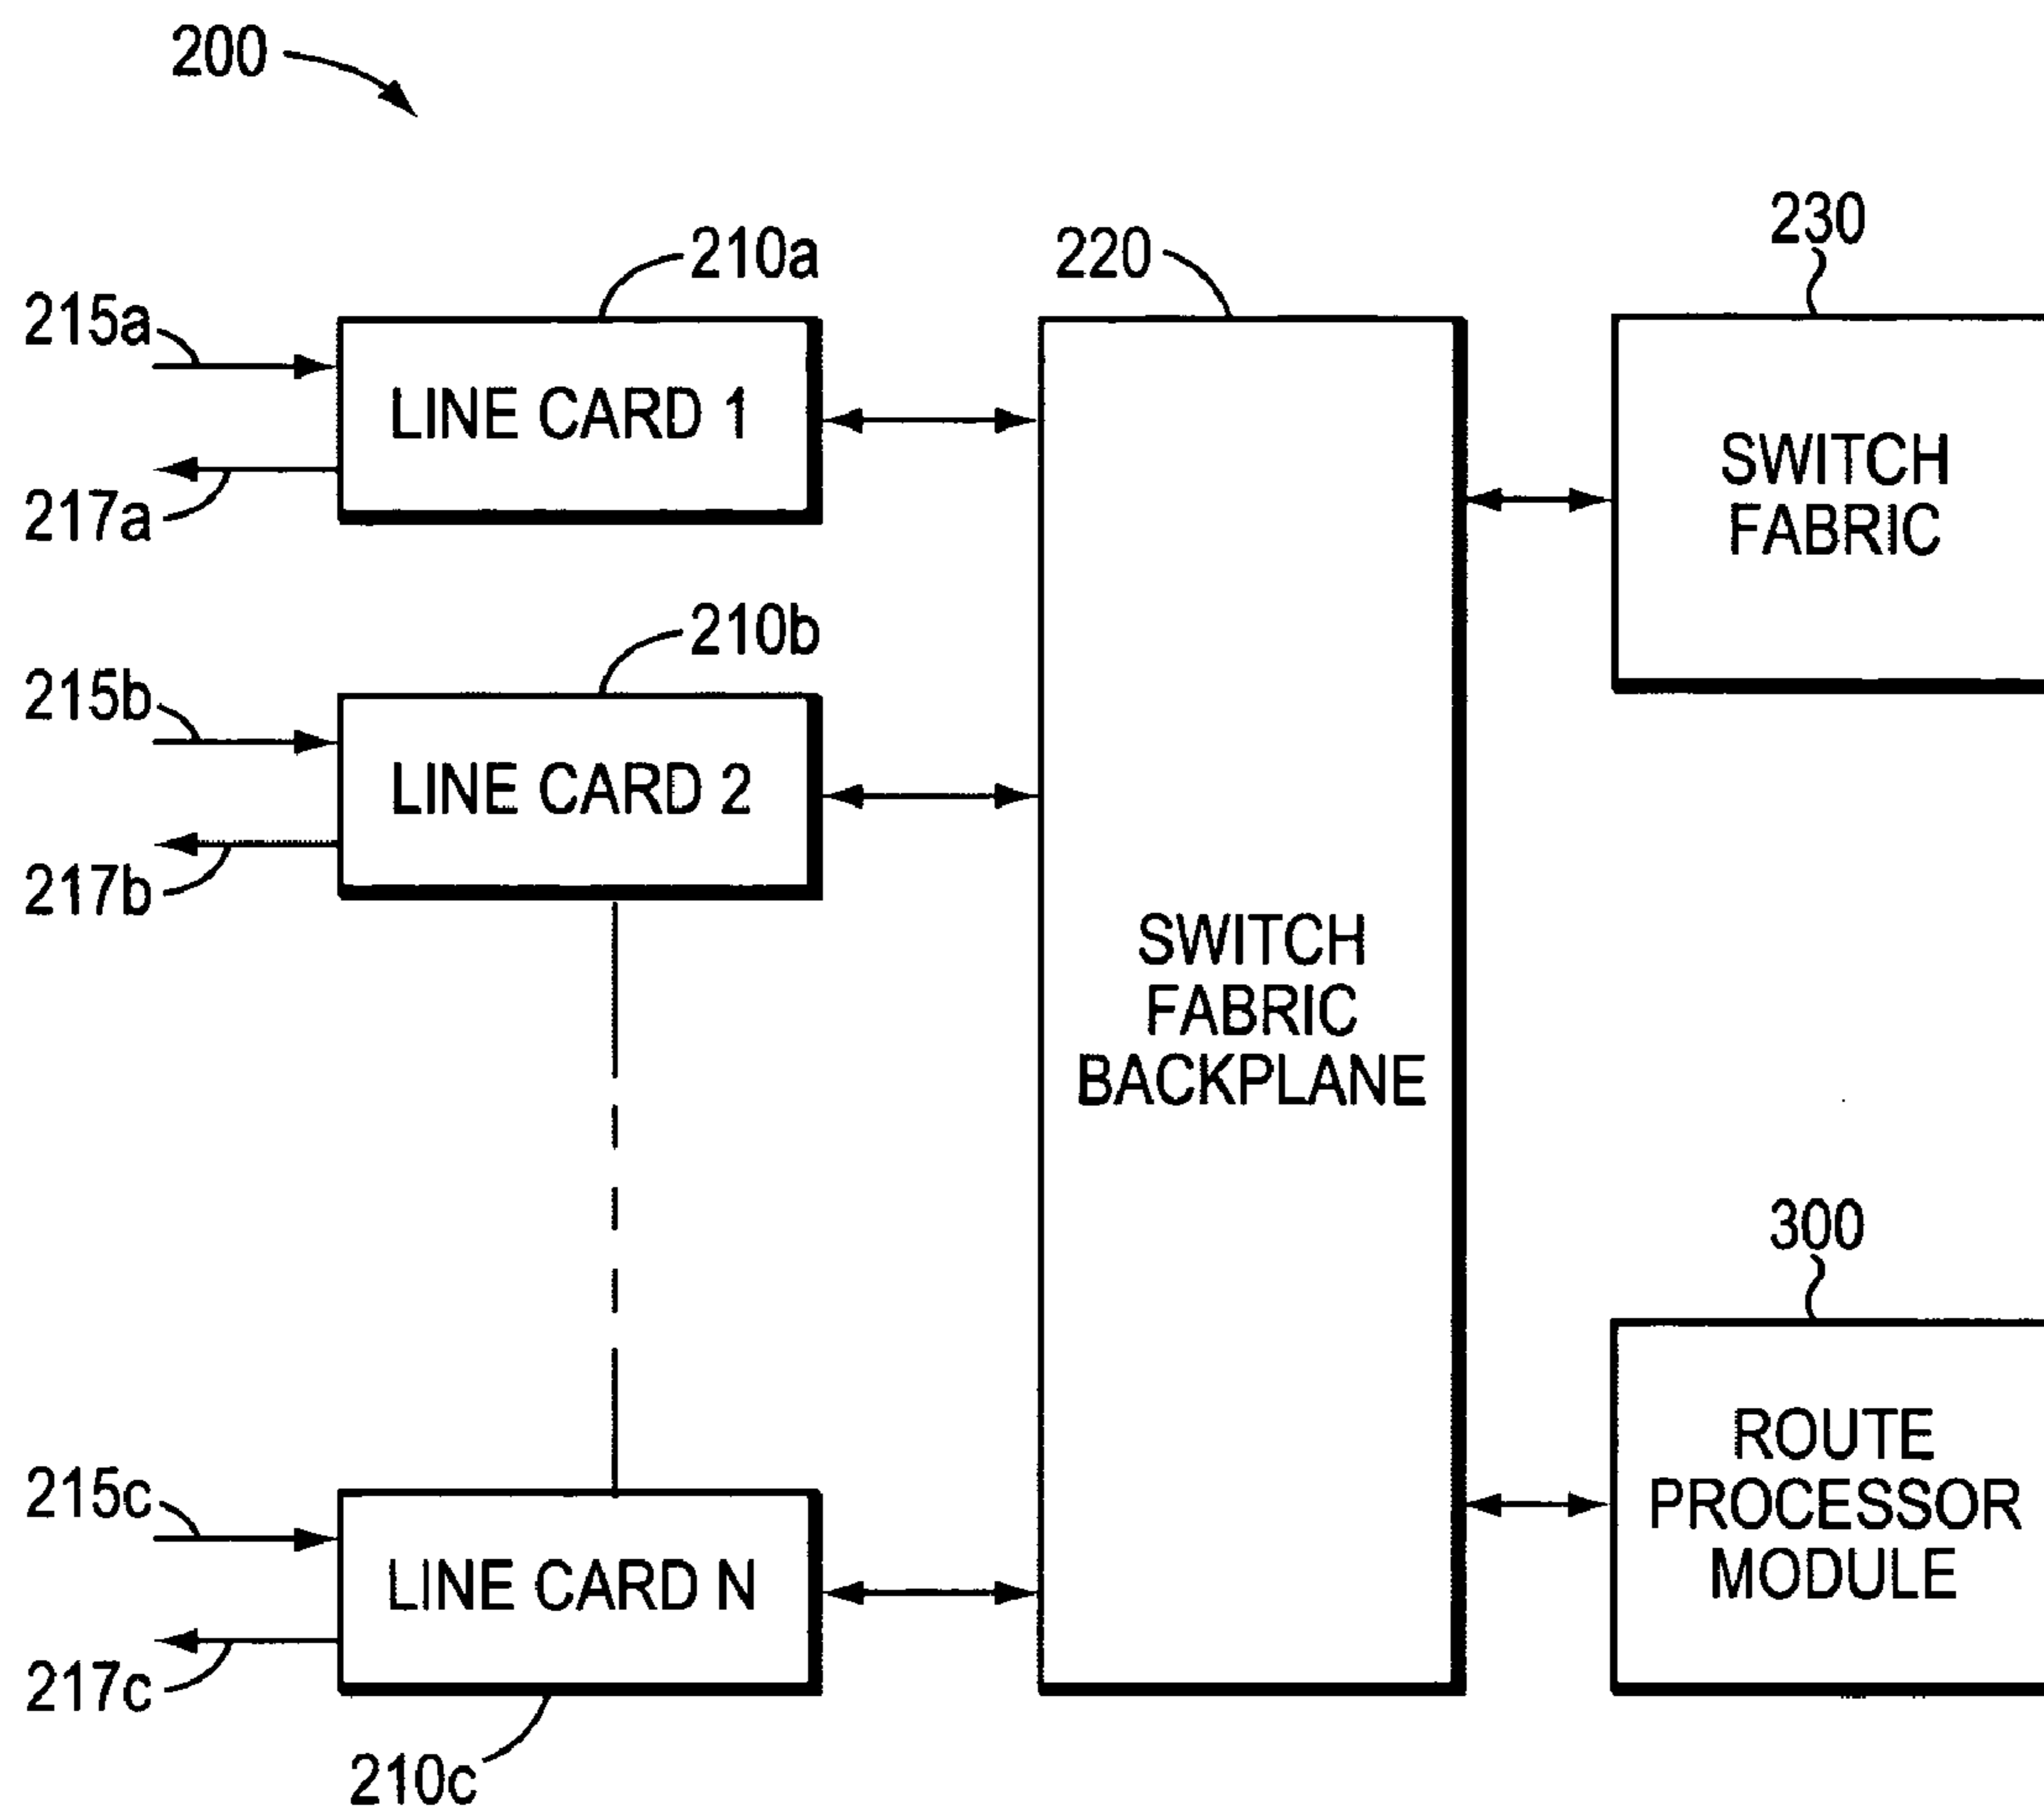 200
210a
220
230
215a
LINE CARD 1
217a
SWITCH
FABRIC
210b
215b
LINE CARD 2
217b
SWITCH
FABRIC
BACKPLANE
300
215c
LINE CARD N
217c
210c
ROUTE
PROCESSOR
MODULE